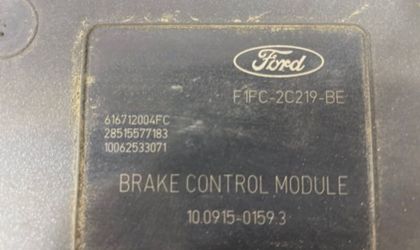 Ford
F1FC-2C219-BE
616712004FC
28515577183
10062533071
BRAKE CONTROL MODULE
10.0915-0159.3